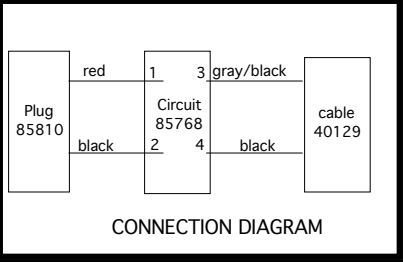 red
1
3
gray/black
Plug
85810
Circuit
85768
cable
40129
black
2
4
black
CONNECTION DIAGRAM